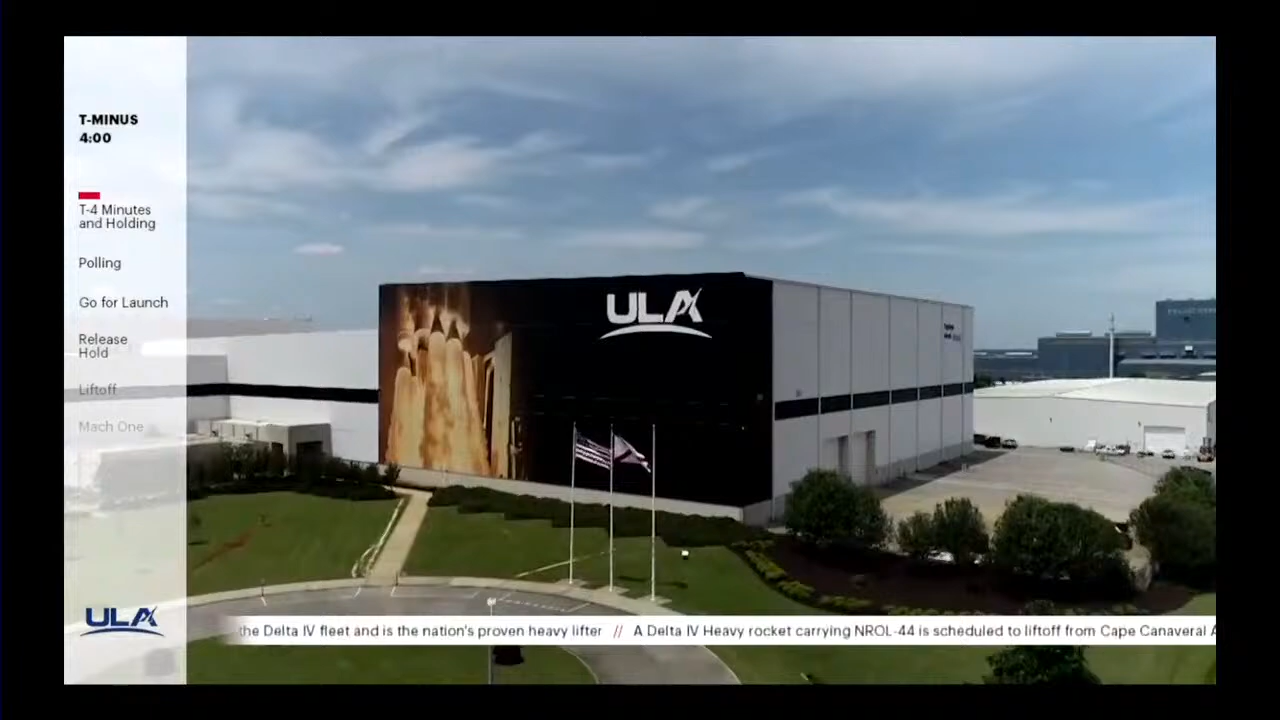 T-MINUS
4:00
T-4 Minutes
and Holding
Polling
Go for Launch
Release
Hold
Liftoff
Mach One
ULA
ULA
the Delta IV fleet and is the nation's proven heavy lifter // A Delta IV Heavy rocket carrying NROL-44 is scheduled to liftoff from Cape Canaveral